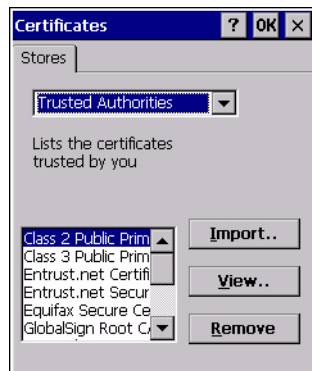 Certificates ? OK ×
Stores
Trusted Authorities
Lists the certificates
trusted by you
Class 2 Public Prim
Class 3 Public Prim
Entrust.net Certifi
Entrust.net Secur
Equifax Secure Ce
GlobalSign Root C
Import..
View..
Remove